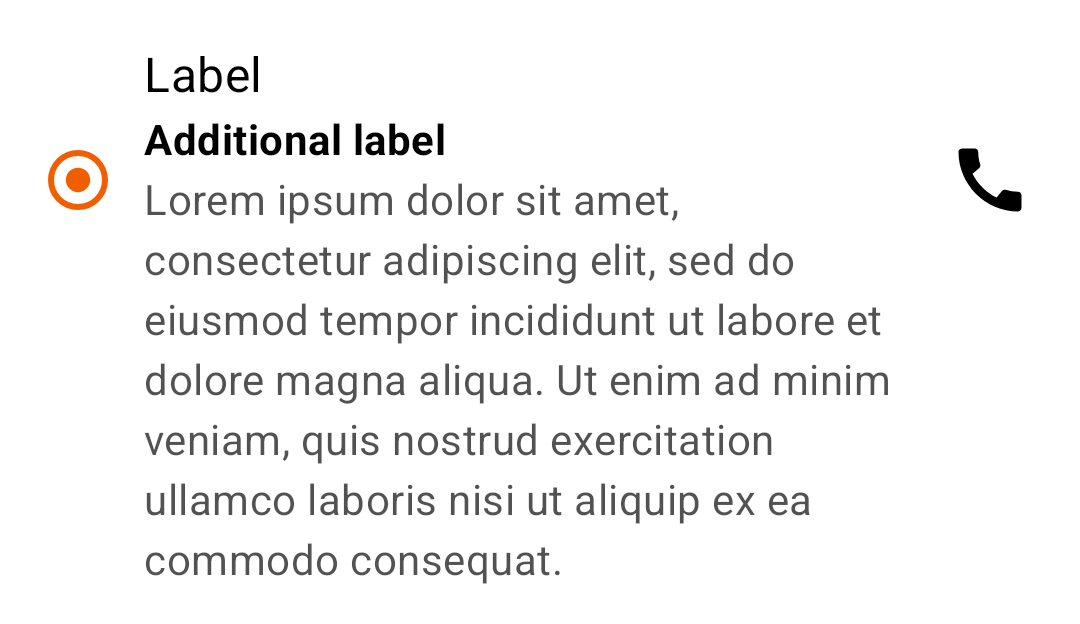 Label
Additional label
Lorem ipsum dolor sit amet,
consectetur adipiscing elit, sed do
eiusmod tempor incididunt ut labore et
dolore magna aliqua. Ut enim ad minim
veniam, quis nostrud exercitation
ullamco laboris nisi ut aliquip ex ea
commodo consequat.